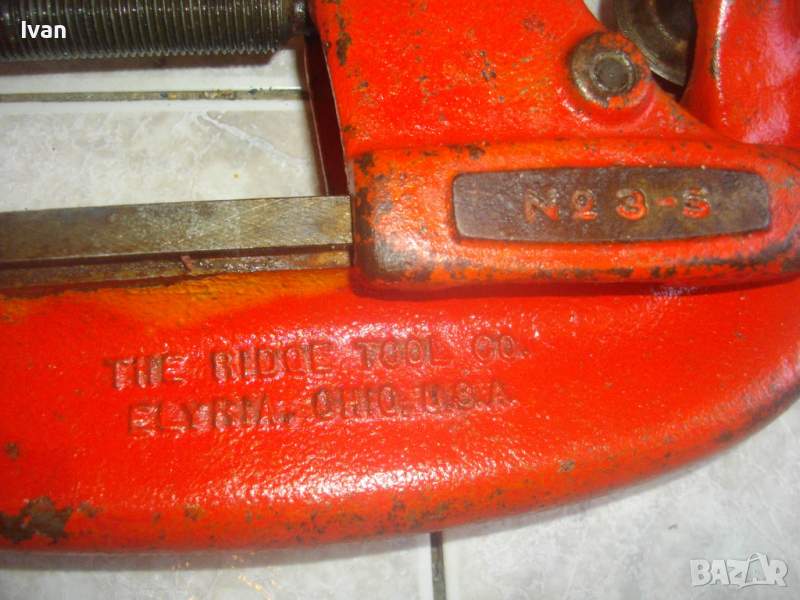 Ivan
No 3-S
THE RIDGE TOOL CO.
ELYRIA, OHIO, U.S.A.
BAZAR